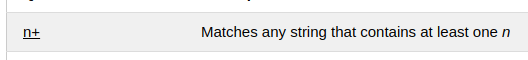 n+ Matches any string that contains at least one n